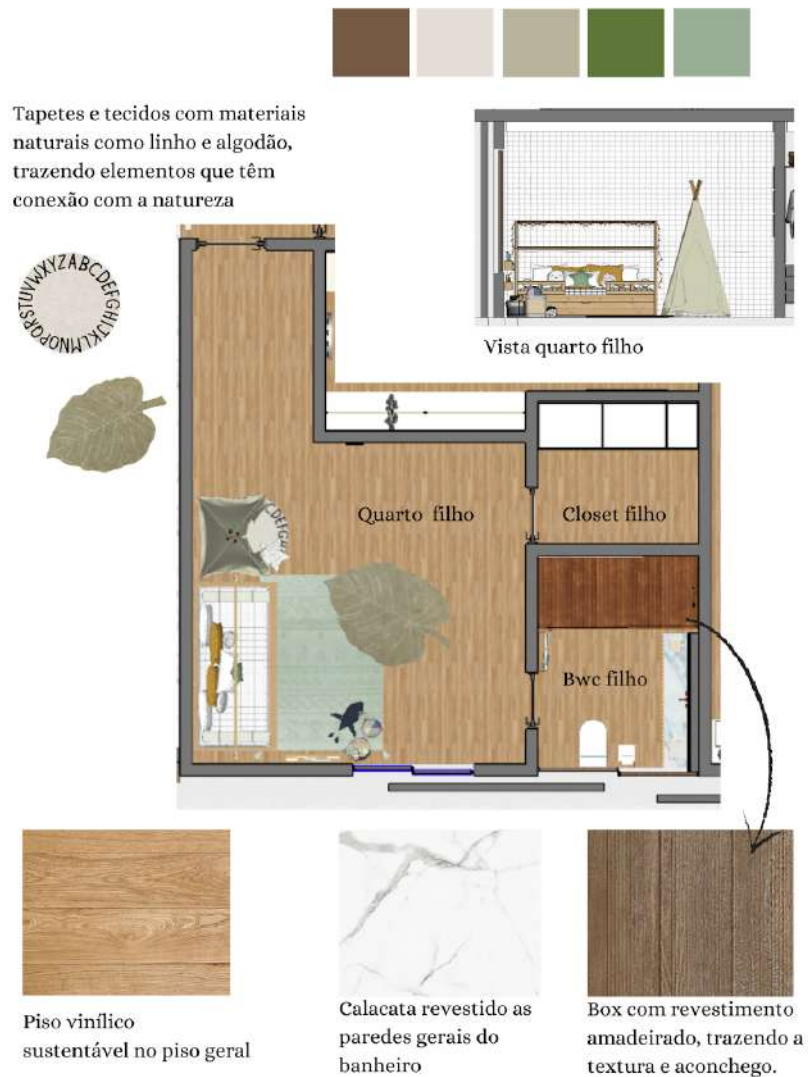 Tapetes e tecidos com materiais
naturais como linho e algodão,
trazendo elementos que têm
conexão com a natureza
ABCDEFGHIJKLMNOPQRSTUVWXYZ
Vista quarto filho
CDEFGH
Quarto filho
Closet filho
Bwc filho
Piso vinílico
sustentável no piso geral
Calacata revestido as
paredes gerais do
banheiro
Box com revestimento
amadeirado, trazendo a
textura e aconchego.